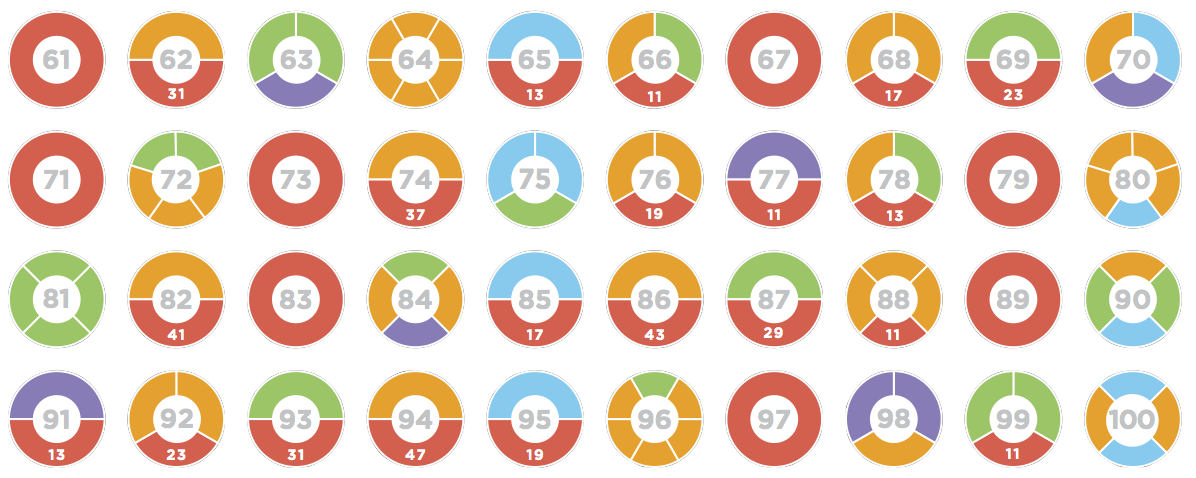 61 62 63 64 65 66 67 68 69 70
31 13 11 17 23
71 72 73 74 75 76 77 78 79 80
37 19 11 13
81 82 83 84 85 86 87 88 89 90
41 17 43 29 11
91 92 93 94 95 96 97 98 99 100
13 23 31 47 19 11